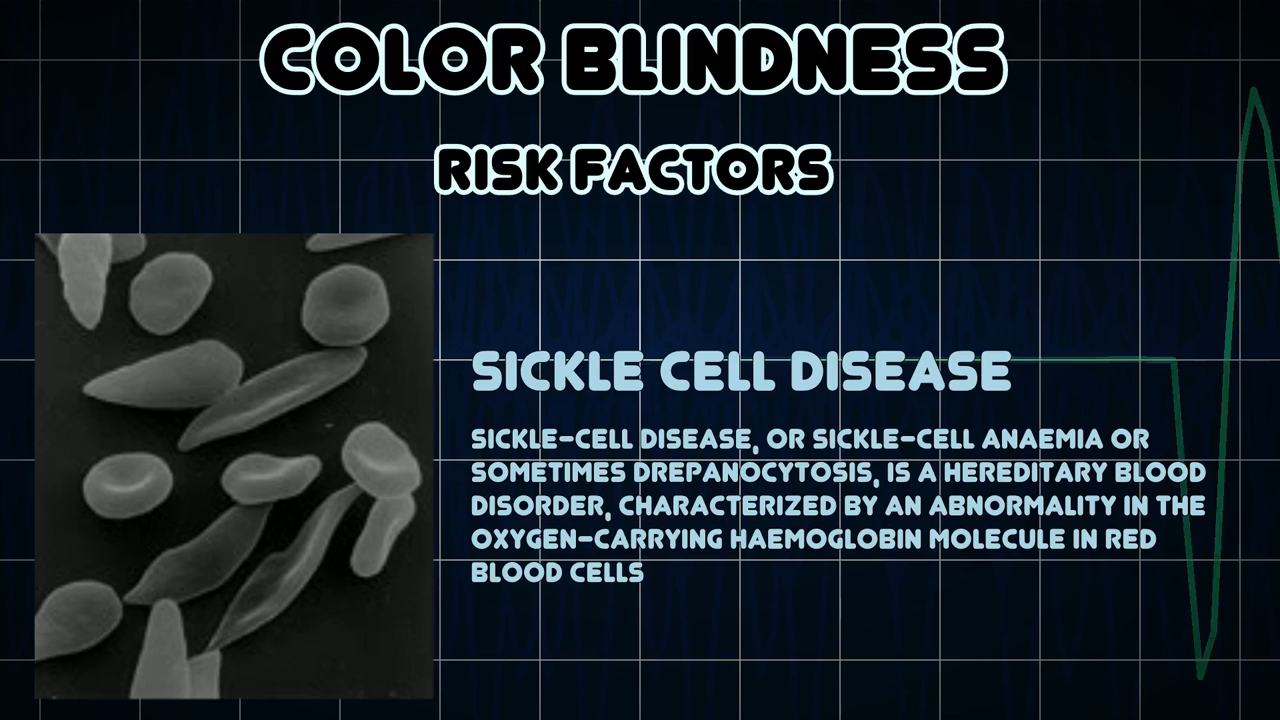 COLOR BLINDNESS
RISK FACTORS
SICKLE CELL DISEASE
SICKLE-CELL DISEASE, OR SICKLE-CELL ANAEMIA OR
SOMETIMES DREPANOCYTOSIS, IS A HEREDITARY BLOOD
DISORDER, CHARACTERIZED BY AN ABNORMALITY IN THE
OXYGEN-CARRYING HAEMOGLOBIN MOLECULE IN RED
BLOOD CELLS